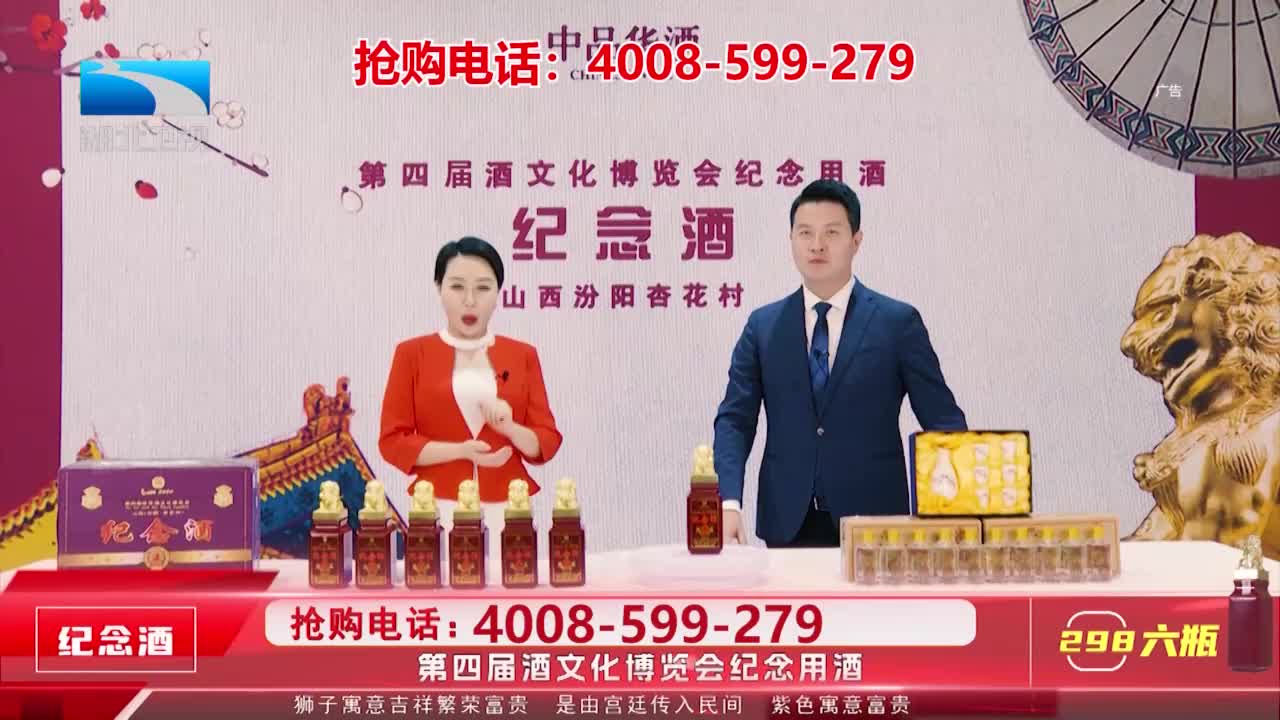 中品华酒
抢购电话：4008-599-279
广告
湖北卫视
第四届酒文化博览会纪念用酒
纪念酒
山西汾阳杏花村
纪念酒
纪念酒
抢购电话：4008-599-279
第四届酒文化博览会纪念用酒
298六瓶
狮子寓意吉祥繁荣富贵 是由宫廷传入民间 紫色寓意富贵